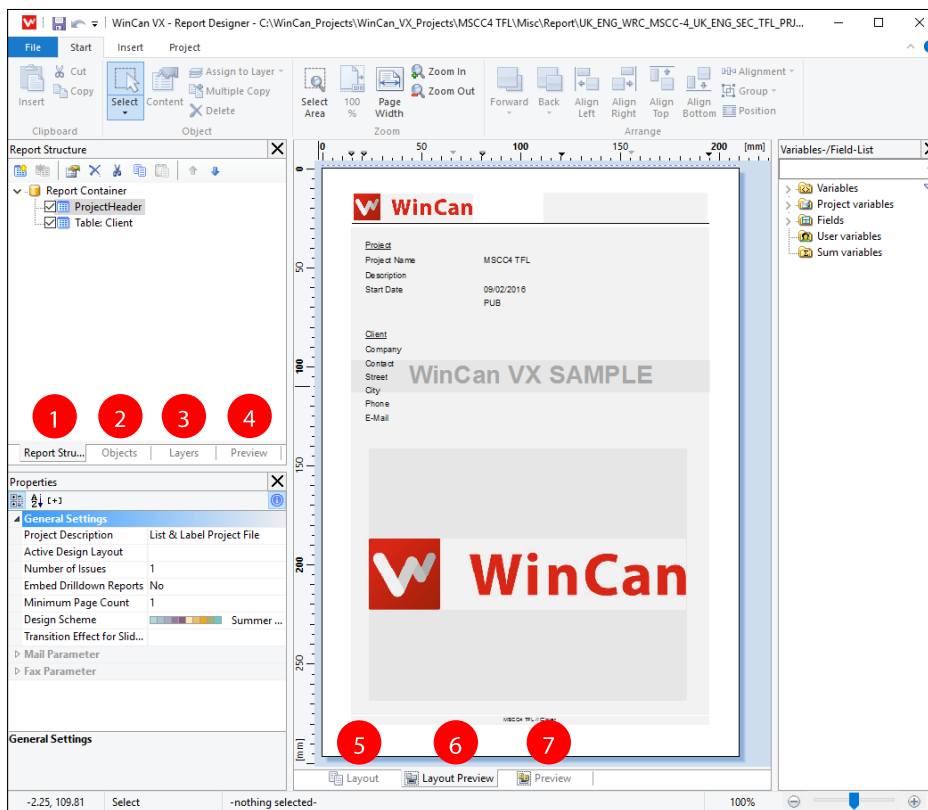 WinCan VX - Report Designer - C:\WinCan_Projects\WinCan_VX_Projects\MSCC4 TFL\Misc\Report\UK_ENG_WRC_MSCC-4_UK_ENG_SEC_TFL_PRJ...
File Start Insert Project
Insert Cut Copy
Clipboard
Select Content Assign to Layer Multiple Copy Delete
Object
Select Area 100 % Page Width Zoom In Zoom Out
Zoom
Forward Back Align Left Align Right Align Top Align Bottom Alignment Group Position
Arrange
Report Structure
Report Container
ProjectHeader
Table: Client
1 2 3 4
Report Stru... Objects Layers Preview
Properties
General Settings
Project Description List & Label Project File
Active Design Layout
Number of Issues 1
Embed Drilldown Reports No
Minimum Page Count 1
Design Scheme Summer ...
Transition Effect for Slid...
Mail Parameter
Fax Parameter
General Settings
0 50 100 150 200 [mm]
0
50
100
150
200
250
[mm]
WinCan
Project
Project Name MSCC4 TFL
Description
Start Date 09/02/2016
PUB
Client
Company
Contact
Street
City
Phone
E-Mail
WinCan VX SAMPLE
WinCan
5 6 7
Layout Layout Preview Preview
Variables-/Field-List
Variables
Project variables
Fields
User variables
Sum variables
-2.25, 109.81 Select -nothing selected- 100%